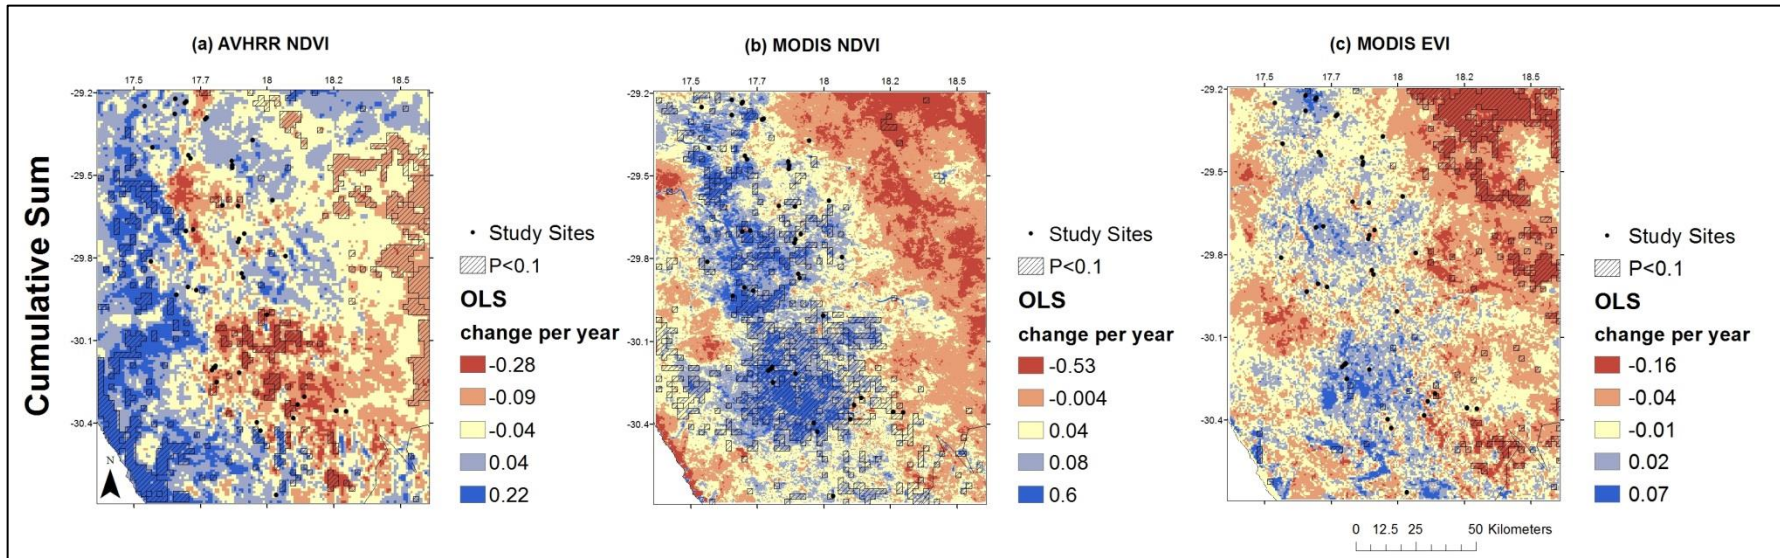 Cumulative Sum
(a) AVHRR NDVI
17.5 17.7 18 18.2 18.5
-29.2
-29.5
-29.8
-30.1
-30.4
N
Study Sites
P<0.1
OLS
change per year
-0.28
-0.09
-0.04
0.04
0.22
(b) MODIS NDVI
17.5 17.7 18 18.2 18.5
-29.2
-29.5
-29.8
-30.1
-30.4
Study Sites
P<0.1
OLS
change per year
-0.53
-0.004
0.04
0.08
0.6
(c) MODIS EVI
17.5 17.7 18 18.2 18.5
-29.2
-29.5
-29.8
-30.1
-30.4
Study Sites
P<0.1
OLS
change per year
-0.16
-0.04
-0.01
0.02
0.07
0 12.5 25 50 Kilometers